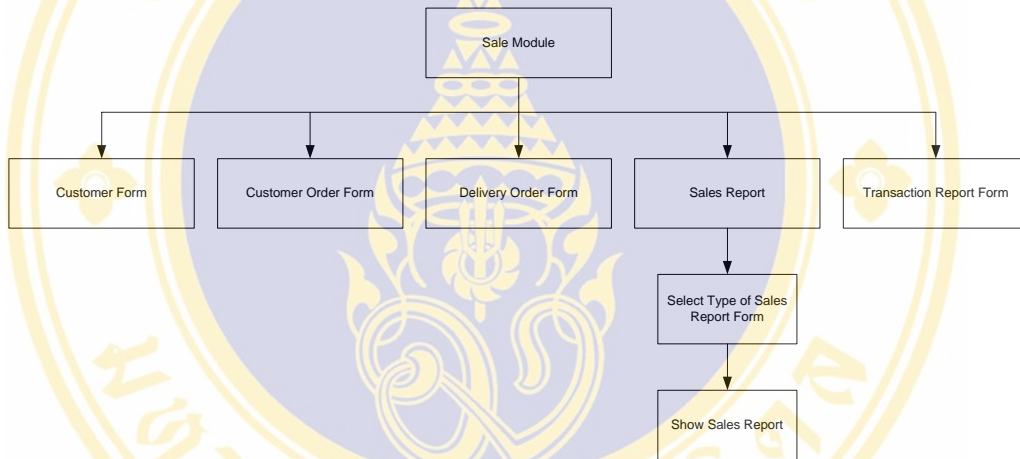 Sale Module
Customer Form
Customer Order Form
Delivery Order Form
Sales Report
Transaction Report Form
Select Type of Sales
Report Form
Show Sales Report